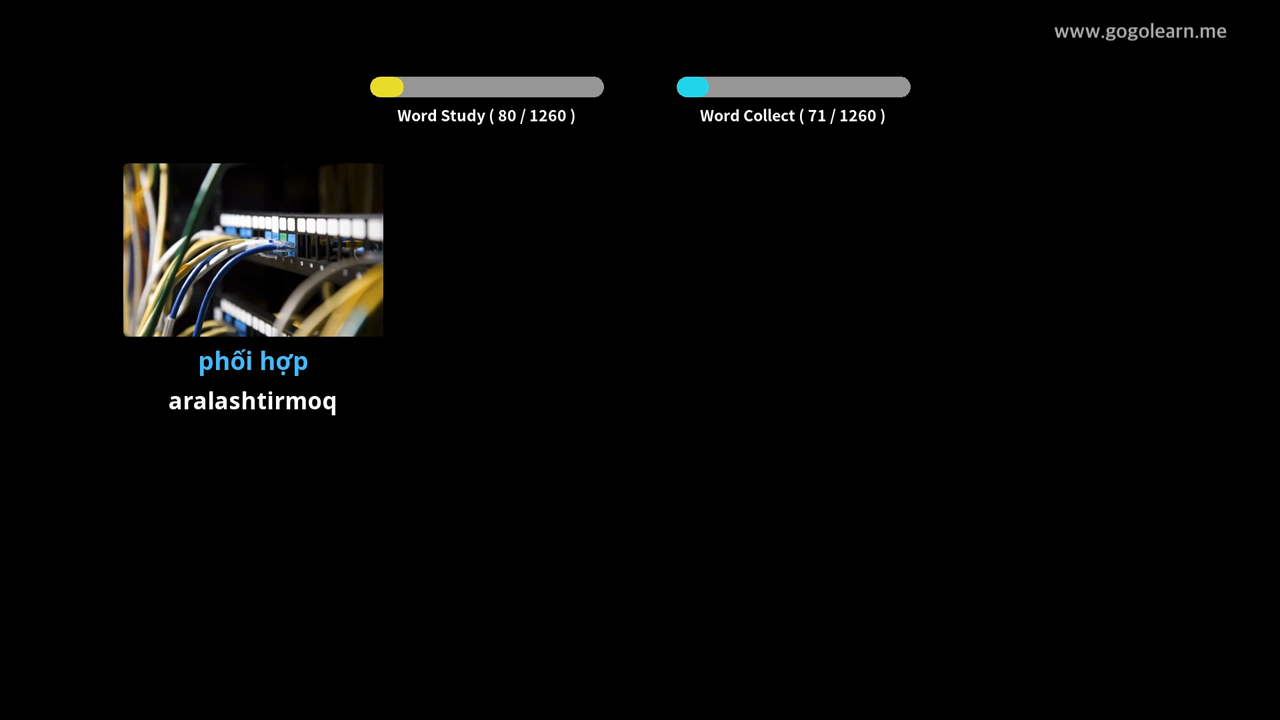 www.gogolearn.me
Word Study ( 80 / 1260 )
Word Collect ( 71 / 1260 )
phối hợp
aralashtirmoq